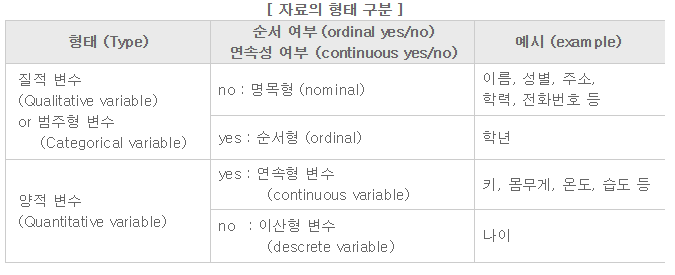 [ 자료의 형태 구분 ]
형태 (Type)
순서 여부 (ordinal yes/no)
연속성 여부 (continuous yes/no)
예시 (example)
질적 변수
(Qualitative variable)
or 범주형 변수
(Categorical variable)
no : 명목형 (nominal)
이름, 성별, 주소,
학력, 전화번호 등
yes : 순서형 (ordinal)
학년
양적 변수
(Quantitative variable)
yes : 연속형 변수
(continuous variable)
키, 몸무게, 온도, 습도 등
no : 이산형 변수
(descrete variable)
나이